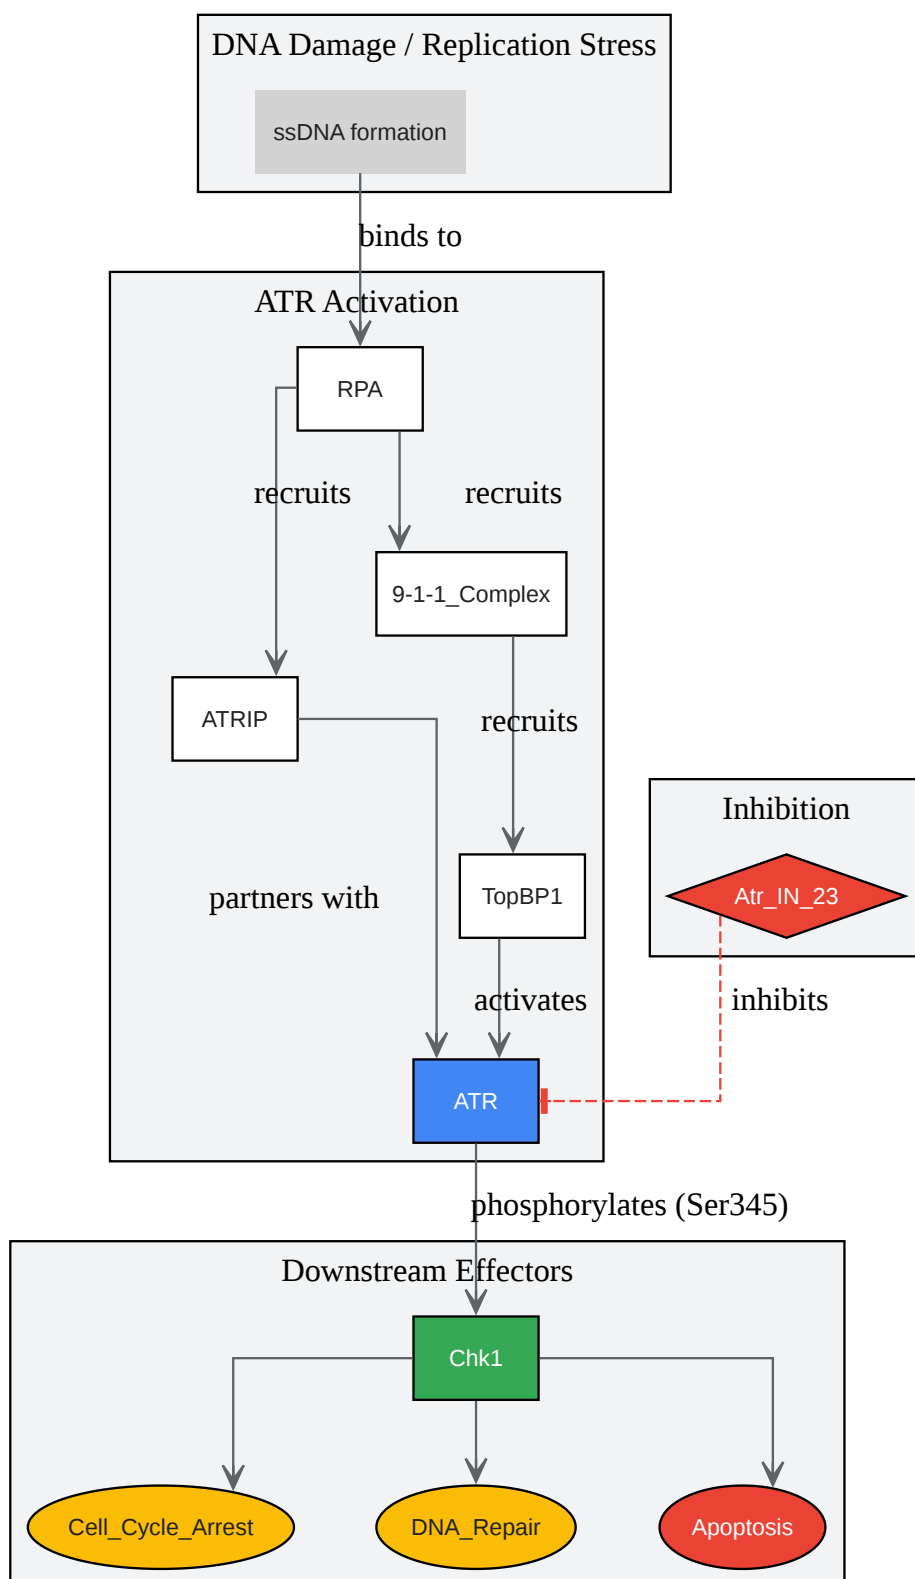 DNA Damage / Replication Stress
ssDNA formation
binds to
ATR Activation
RPA
recruits
recruits
9-1-1_Complex
ATRIP
recruits
Inhibition
partners with
TopBP1
Atr_IN_23
activates
inhibits
ATR
phosphorylates (Ser345)
Downstream Effectors
Chk1
Cell_Cycle_Arrest
DNA_Repair
Apoptosis